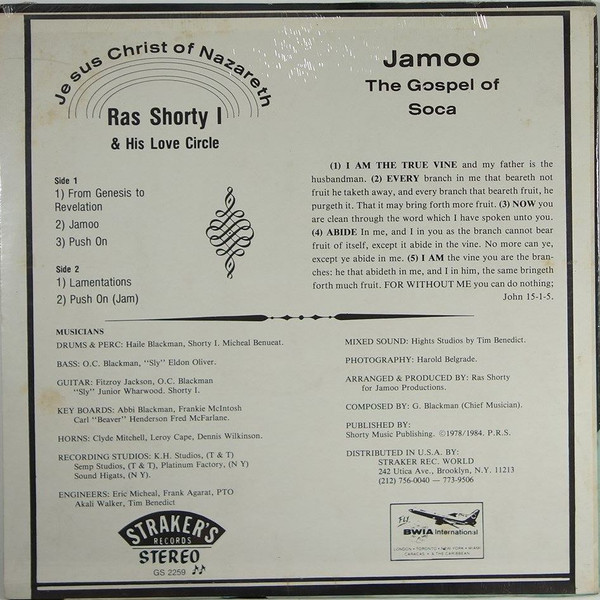 Jesus Christ of Nazareth
Ras Shorty I
& His Love Circle
Jamoo
The Gospel of
Soca
Side 1
1) From Genesis to
Revelation
2) Jamoo
3) Push On
Side 2
1) Lamentations
2) Push On (Jam)
(1) I AM THE TRUE VINE and my father is the
husbandman. (2) EVERY branch in me that beareth not
fruit he taketh away, and every branch that beareth fruit, he
purgeth it. That it may bring forth more fruit. (3) NOW you
are clean through the word which I have spoken unto you.
(4) ABIDE In me, and I in you as the branch cannot bear
fruit of itself, except it abide in the vine. No more can ye,
except ye abide in me. (5) I AM the vine you are the bran-
ches: he that abideth in me, and I in him, the same bringeth
forth much fruit. FOR WITHOUT ME you can do nothing;
John 15-1-5.
MUSICIANS
DRUMS & PERC: Haile Blackman, Shorty I. Micheal Benueat.
BASS: O.C. Blackman, "Sly" Eldon Oliver.
GUITAR: Fitzroy Jackson, O.C. Blackman
"Sly" Junior Wharwood. Shorty I.
KEY BOARDS: Abbi Blackman, Frankie McIntosh
Carl "Beaver" Henderson Fred McFarlane.
HORNS: Clyde Mitchell, Leroy Cape, Dennis Wilkinson.
RECORDING STUDIOS: K.H. Studios, (T & T)
Semp Studios, (T & T), Platinum Factory, (N Y)
Sound Higats, (N Y).
ENGINEERS: Eric Micheal, Frank Agarat, PTO
Akali Walker, Tim Benedict
MIXED SOUND: Hights Studios by Tim Benedict.
PHOTOGRAPHY: Harold Belgrade.
ARRANGED & PRODUCED BY: Ras Shorty
for Jamoo Productions.
COMPOSED BY: G. Blackman (Chief Musician).
PUBLISHED BY:
Shorty Music Publishing. ©1978/1984. P.R.S.
DISTRIBUTED IN U.S.A. BY:
STRAKER REC. WORLD
242 Utica Ave., Brooklyn, N.Y. 11213
(212) 756-0040 — 773-9506
STRAKER'S
RECORDS
STEREO
GS 2259
FLY
BWIA International
LONDON • TORONTO • NEW YORK • MIAMI
CARACAS • & THE CARIBBEAN